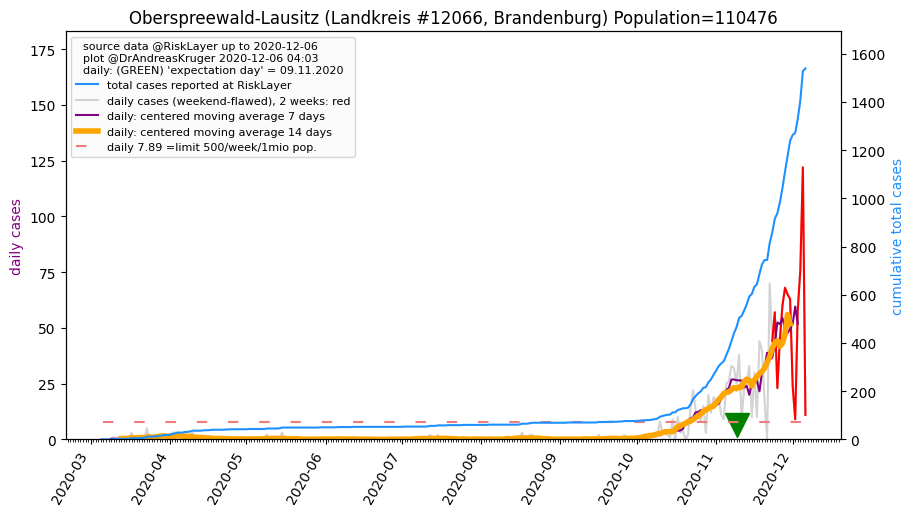 Oberspreewald-Lausitz (Landkreis #12066, Brandenburg) Population=110476
source data @RiskLayer up to 2020-12-06
plot @DrAndreasKruger 2020-12-06 04:03
daily: (GREEN) 'expectation day' = 09.11.2020
total cases reported at RiskLayer
daily cases (weekend-flawed), 2 weeks: red
daily: centered moving average 7 days
daily: centered moving average 14 days
daily 7.89 =limit 500/week/1mio pop.
daily cases
175
150
125
100
75
50
25
0
cumulative total cases
1600
1400
1200
1000
800
600
400
200
0
2020-03
2020-04
2020-05
2020-06
2020-07
2020-08
2020-09
2020-10
2020-11
2020-12